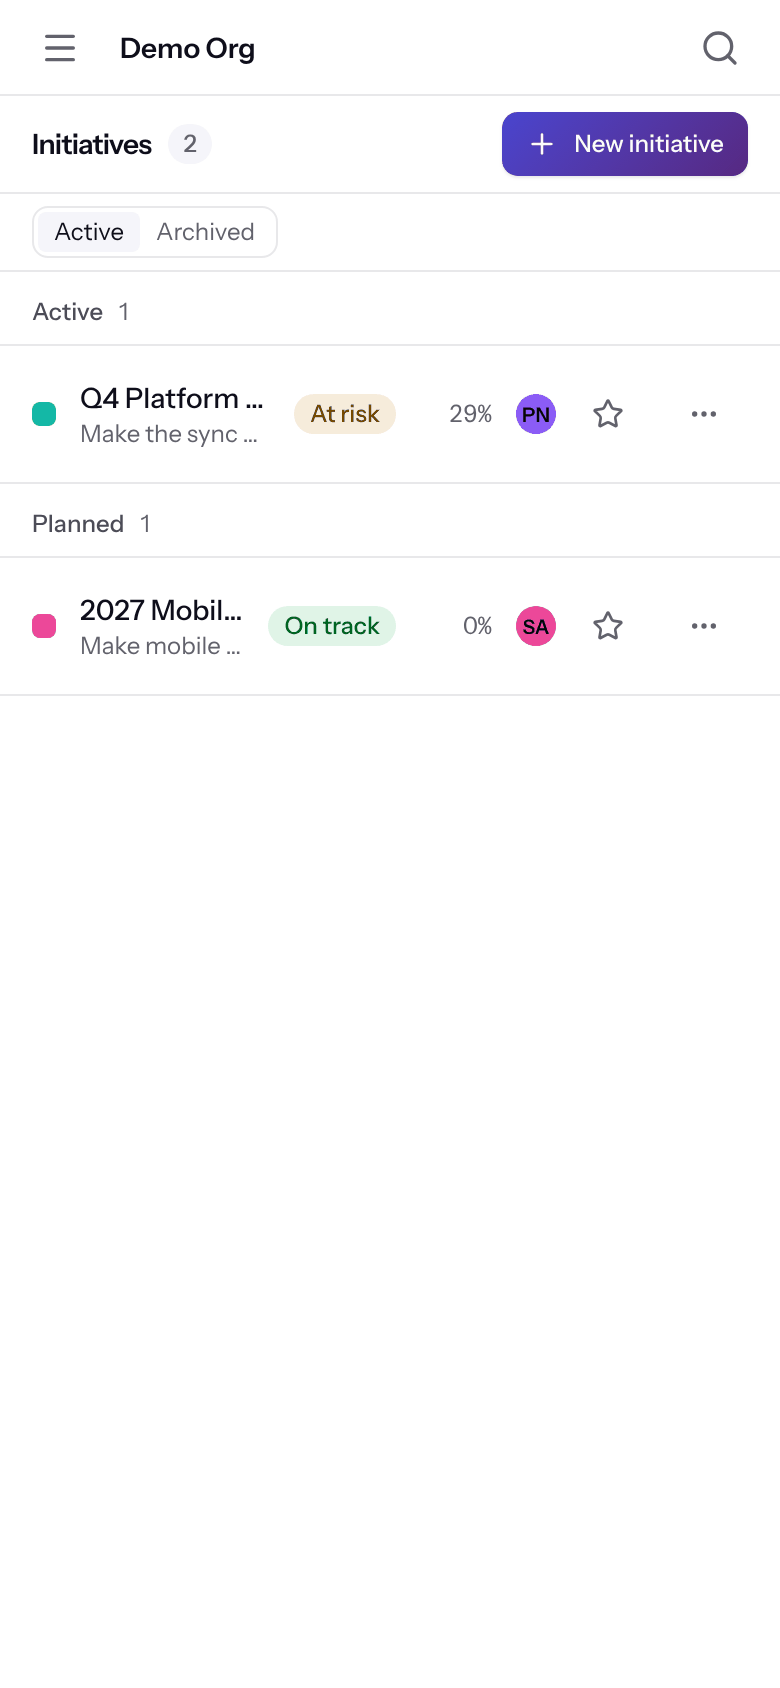 Demo Org
Initiatives 2
New initiative
Active Archived
Active 1
Q4 Platform ...
Make the sync ...
At risk
29%
PN
Planned 1
2027 Mobil...
Make mobile ...
On track
0%
SA